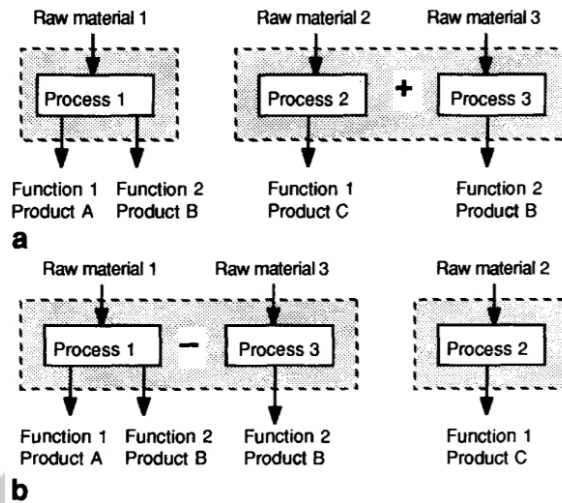 Raw material 1 Raw material 2 Raw material 3
Process 1 Process 2 + Process 3
Function 1 Function 2 Function 1 Function 2
Product A Product B Product C Product B
a
Raw material 1 Raw material 3 Raw material 2
Process 1 − Process 3 Process 2
Function 1 Function 2 Function 2 Function 1
Product A Product B Product B Product C
b